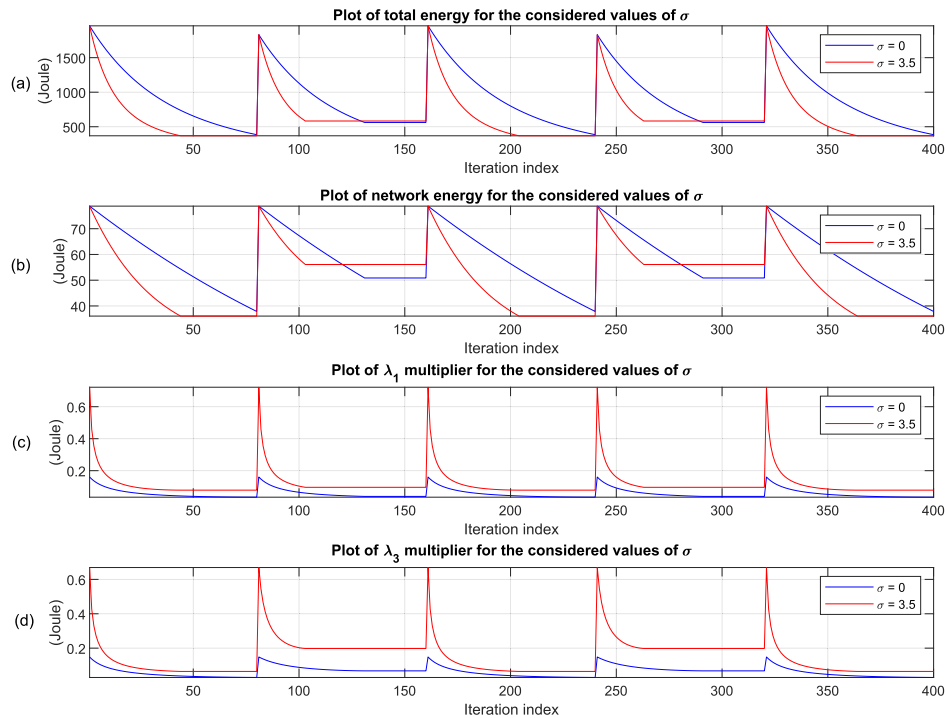 Plot of total energy for the considered values of σ
(a)
(Joule)
1500
1000
500
σ = 0
σ = 3.5
50 100 150 200 250 300 350 400
Iteration index
Plot of network energy for the considered values of σ
(b)
(Joule)
70
60
50
40
σ = 0
σ = 3.5
50 100 150 200 250 300 350 400
Iteration index
Plot of λ₁ multiplier for the considered values of σ
(c)
(Joule)
0.6
0.4
0.2
σ = 0
σ = 3.5
50 100 150 200 250 300 350 400
Iteration index
Plot of λ₃ multiplier for the considered values of σ
(d)
(Joule)
0.6
0.4
0.2
σ = 0
σ = 3.5
50 100 150 200 250 300 350 400
Iteration index